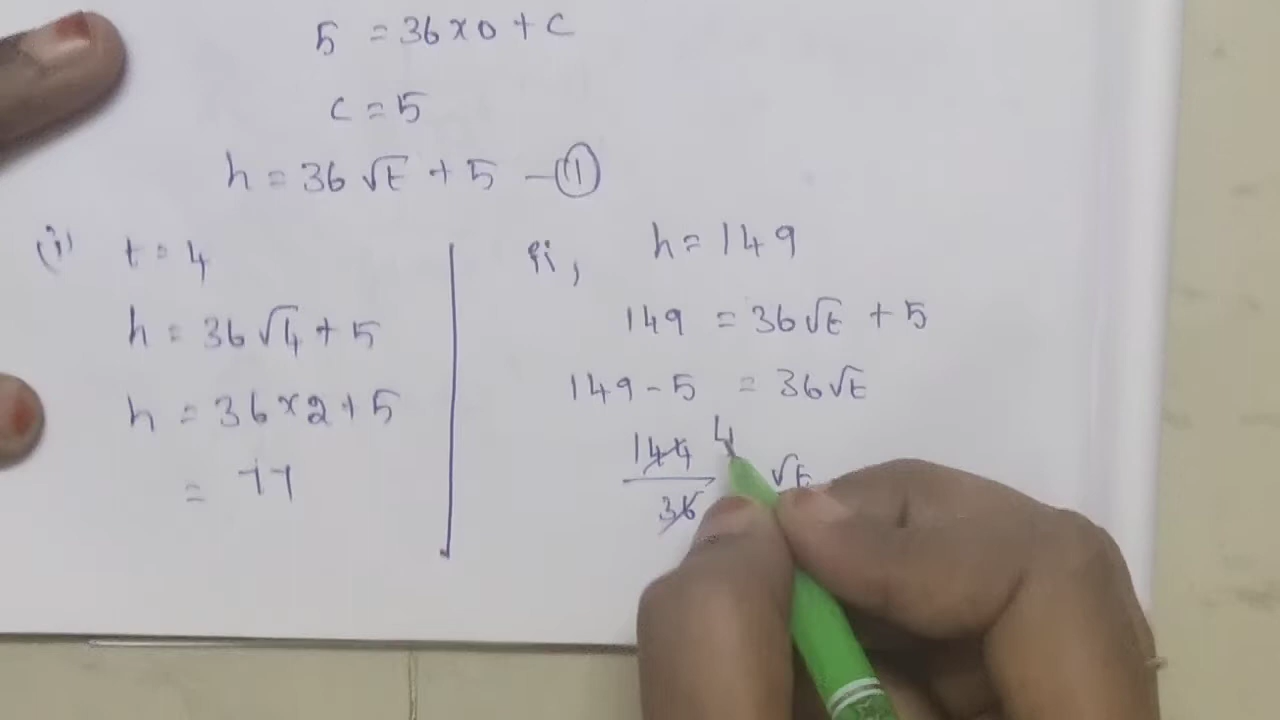 5 = 36 x 0 + C
C = 5
h = 36 √t + 5 — ①
(i) t = 4
h = 36 √4 + 5
h = 36 x 2 + 5
= 77
ii, h = 149
149 = 36 √t + 5
149 - 5 = 36 √t
144/36 4 √t